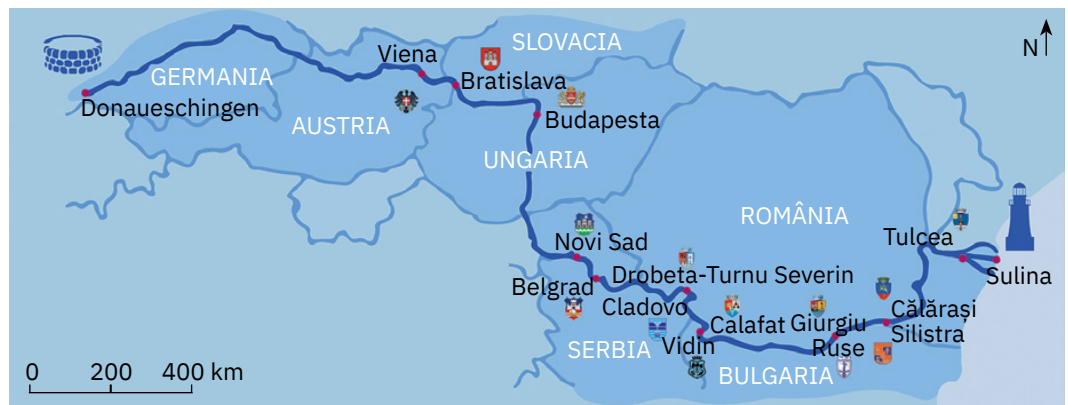 SLOVACIA
N
Viena
GERMANIA
Bratislava
Donaueschingen
AUSTRIA
Budapesta
UNGARIA
ROMÂNIA
Tulcea
Novi Sad
Sulina
Drobeta-Turnu Severin
Belgrad
Cladovo
Călărași
Calafat
Giurgiu
Silistra
SERBIA
Vidin
Ruse
BULGARIA
0 200 400 km